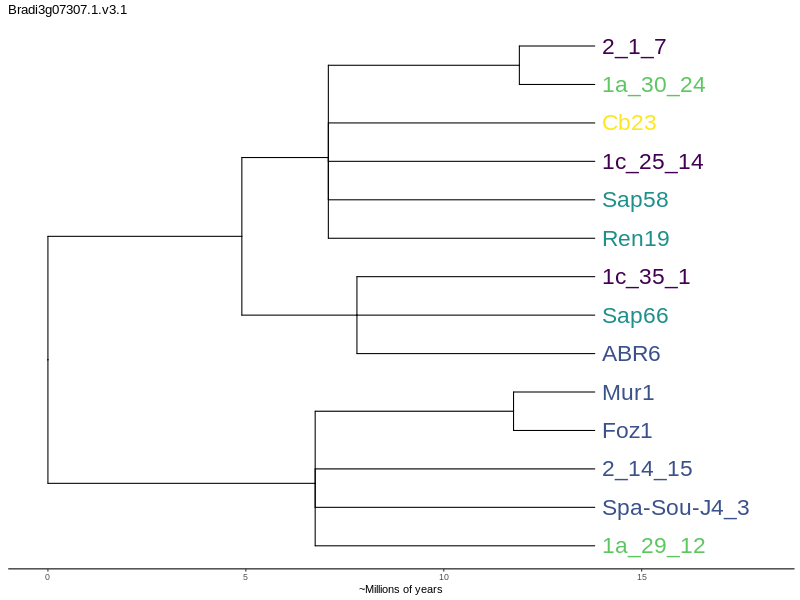 Bradi3g07307.1.v3.1
2_1_7
1a_30_24
Cb23
1c_25_14
Sap58
Ren19
1c_35_1
Sap66
ABR6
Mur1
Foz1
2_14_15
Spa-Sou-J4_3
1a_29_12
0 5 10 15
~Millions of years